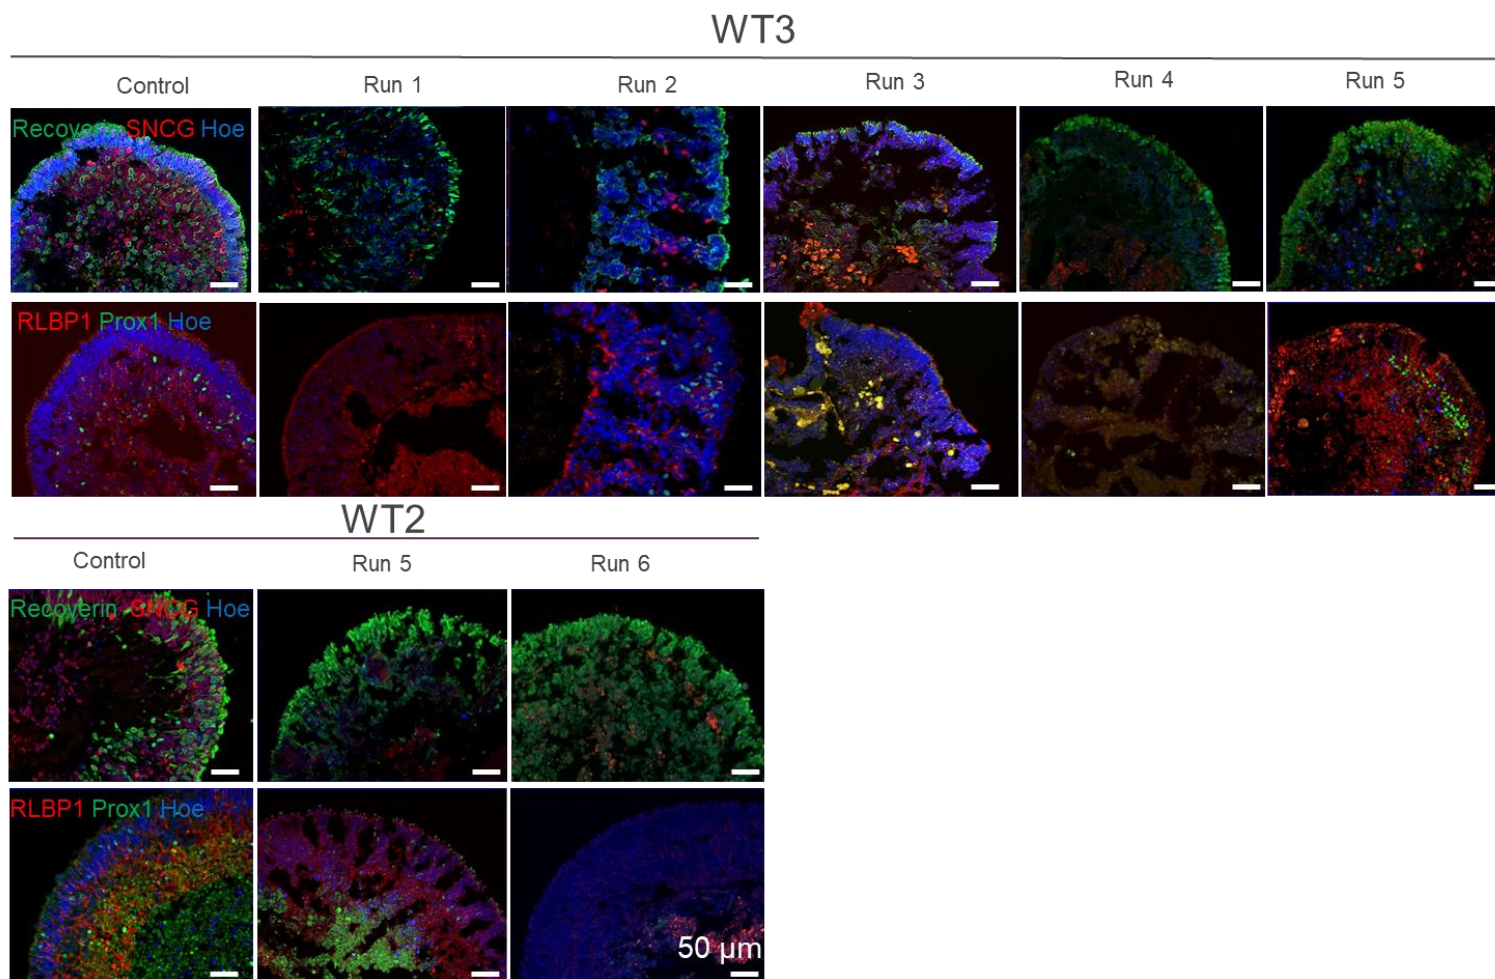 WT3
Control Run 1 Run 2 Run 3 Run 4 Run 5
Recoverin SNCG Hoe
RLBP1 Prox1 Hoe
WT2
Control Run 5 Run 6
Recoverin SNCG Hoe
RLBP1 Prox1 Hoe
50 µm